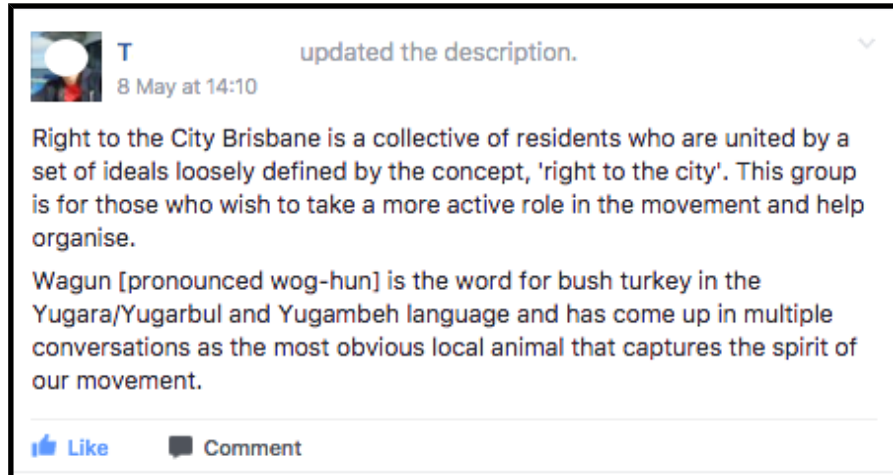 T updated the description.
8 May at 14:10
Right to the City Brisbane is a collective of residents who are united by a
set of ideals loosely defined by the concept, 'right to the city'. This group
is for those who wish to take a more active role in the movement and help
organise.
Wagun [pronounced wog-hun] is the word for bush turkey in the
Yugara/Yugarbul and Yugambeh language and has come up in multiple
conversations as the most obvious local animal that captures the spirit of
our movement.
Like Comment